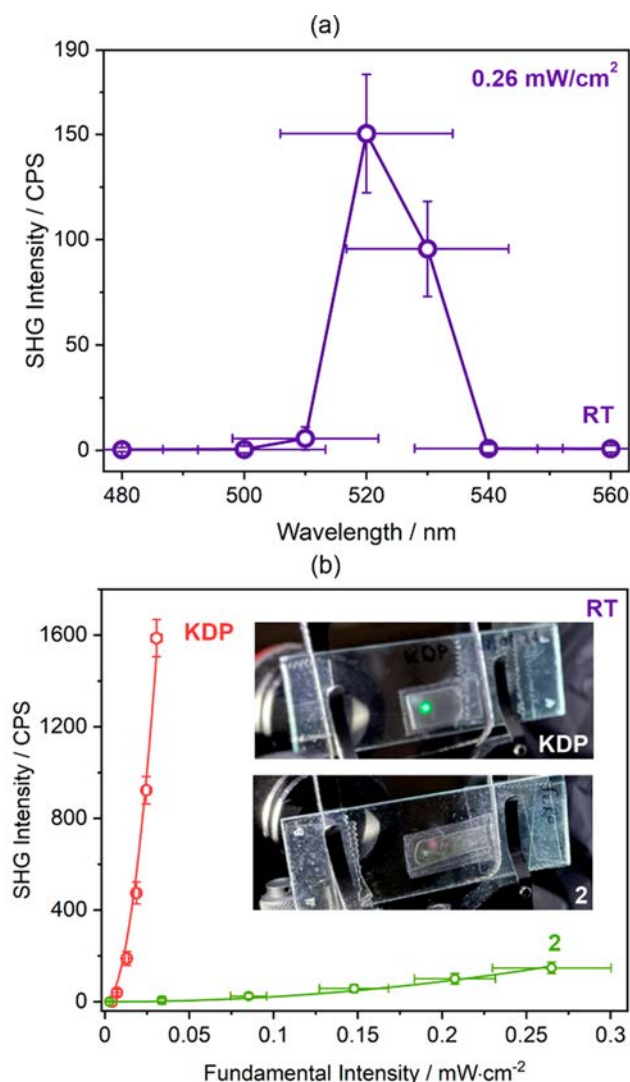 (a)
190
150
100
50
0
SHG Intensity / CPS
0.26 mW/cm²
RT
480 500 520 540 560
Wavelength / nm
(b)
1600
1200
800
400
0
SHG Intensity / CPS
KDP
RT
KDP
KDP
2
2
0 0.05 0.1 0.15 0.2 0.25 0.3
Fundamental Intensity / mW·cm⁻²